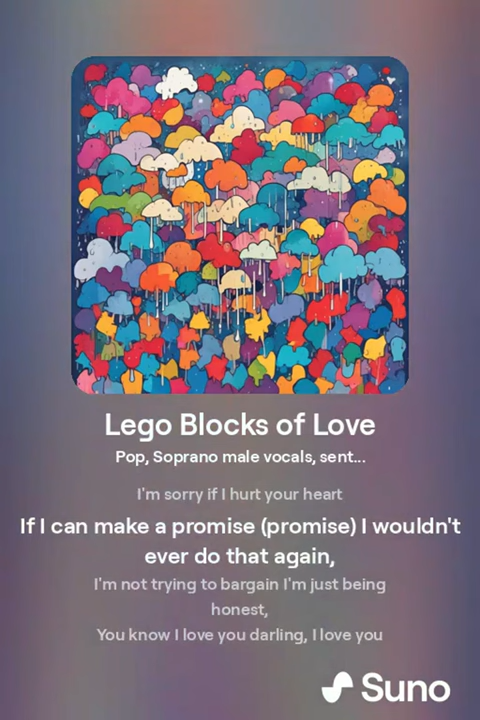 Lego Blocks of Love
Pop, Soprano male vocals, sent...
I'm sorry if I hurt your heart
If I can make a promise (promise) I wouldn't
ever do that again,
I'm not trying to bargain I'm just being
honest,
You know I love you darling, I love you
Suno